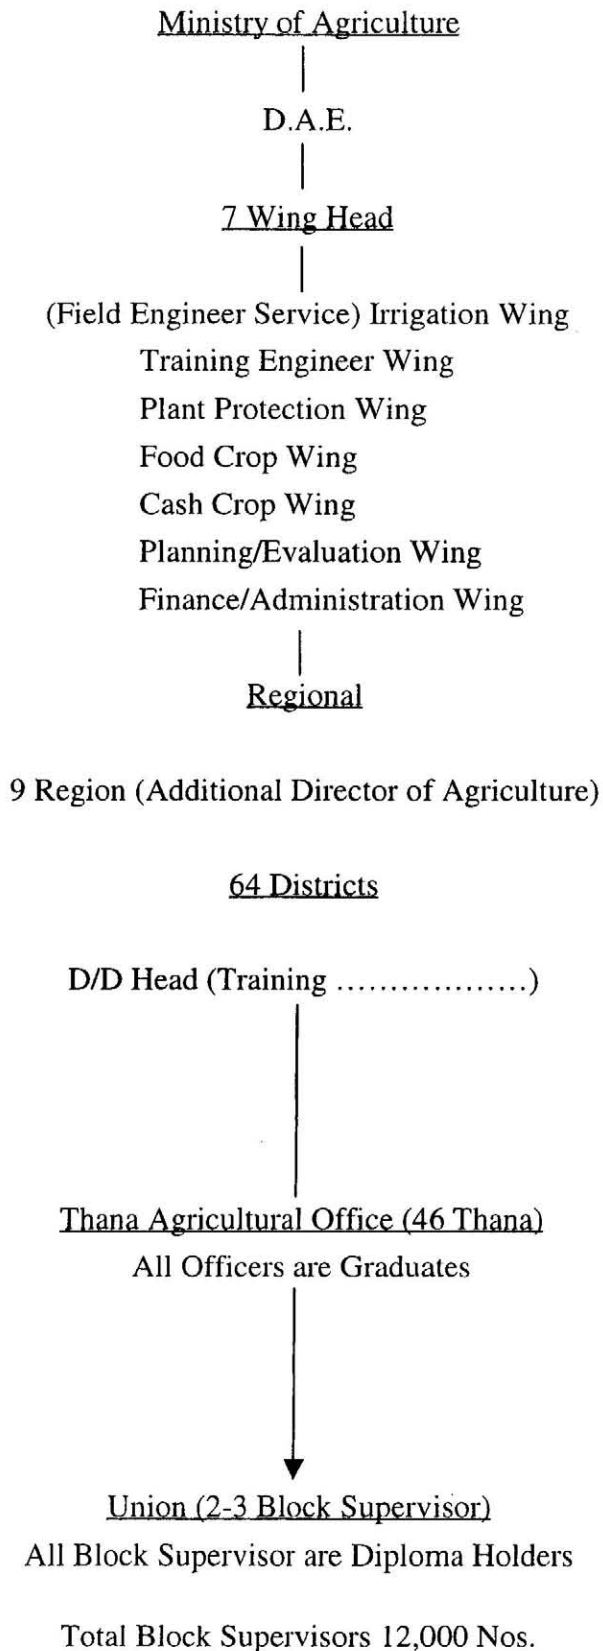 Ministry of Agriculture
D.A.E.
7 Wing Head
(Field Engineer Service) Irrigation Wing
Training Engineer Wing
Plant Protection Wing
Food Crop Wing
Cash Crop Wing
Planning/Evaluation Wing
Finance/Administration Wing
Regional
9 Region (Additional Director of Agriculture)
64 Districts
D/D Head (Training ..................)
Thana Agricultural Office (46 Thana)
All Officers are Graduates
Union (2-3 Block Supervisor)
All Block Supervisor are Diploma Holders
Total Block Supervisors 12,000 Nos.